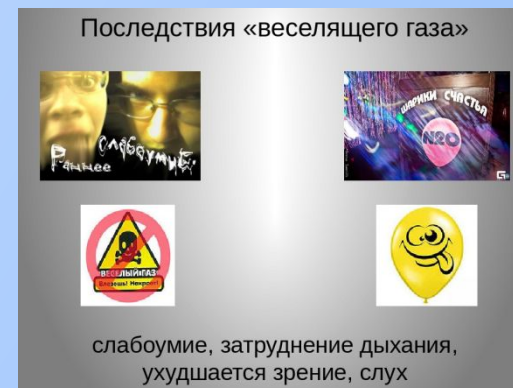 Последствия «веселящего газа»
Раннее слабоумие
ШАРИКИ СЧАСТЬЯ
N2O
ВЕСЕЛЫЙ ГАЗ
слабоумие, затруднение дыхания,
ухудшается зрение, слух